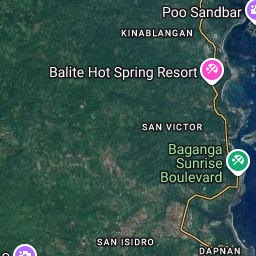 Poo Sandbar
KINABLANGAN
Balite Hot Spring Resort
SAN VICTOR
Baganga
Sunrise
Boulevard
SAN ISIDRO
DAPNAN